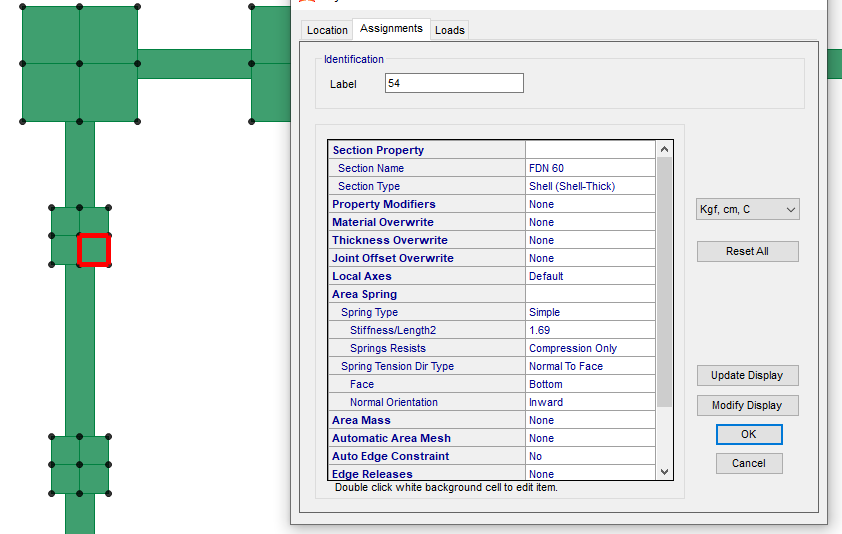 Location Assignments Loads
Identification
Label 54
Section Property
Section Name FDN 60
Section Type Shell (Shell-Thick)
Property Modifiers None
Material Overwrite None
Thickness Overwrite None
Joint Offset Overwrite None
Local Axes Default
Area Spring
Spring Type Simple
Stiffness/Length2 1.69
Springs Resists Compression Only
Spring Tension Dir Type Normal To Face
Face Bottom
Normal Orientation Inward
Area Mass None
Automatic Area Mesh None
Auto Edge Constraint No
Edge Releases None
Double click white background cell to edit item.
Kgf, cm, C
Reset All
Update Display
Modify Display
OK
Cancel